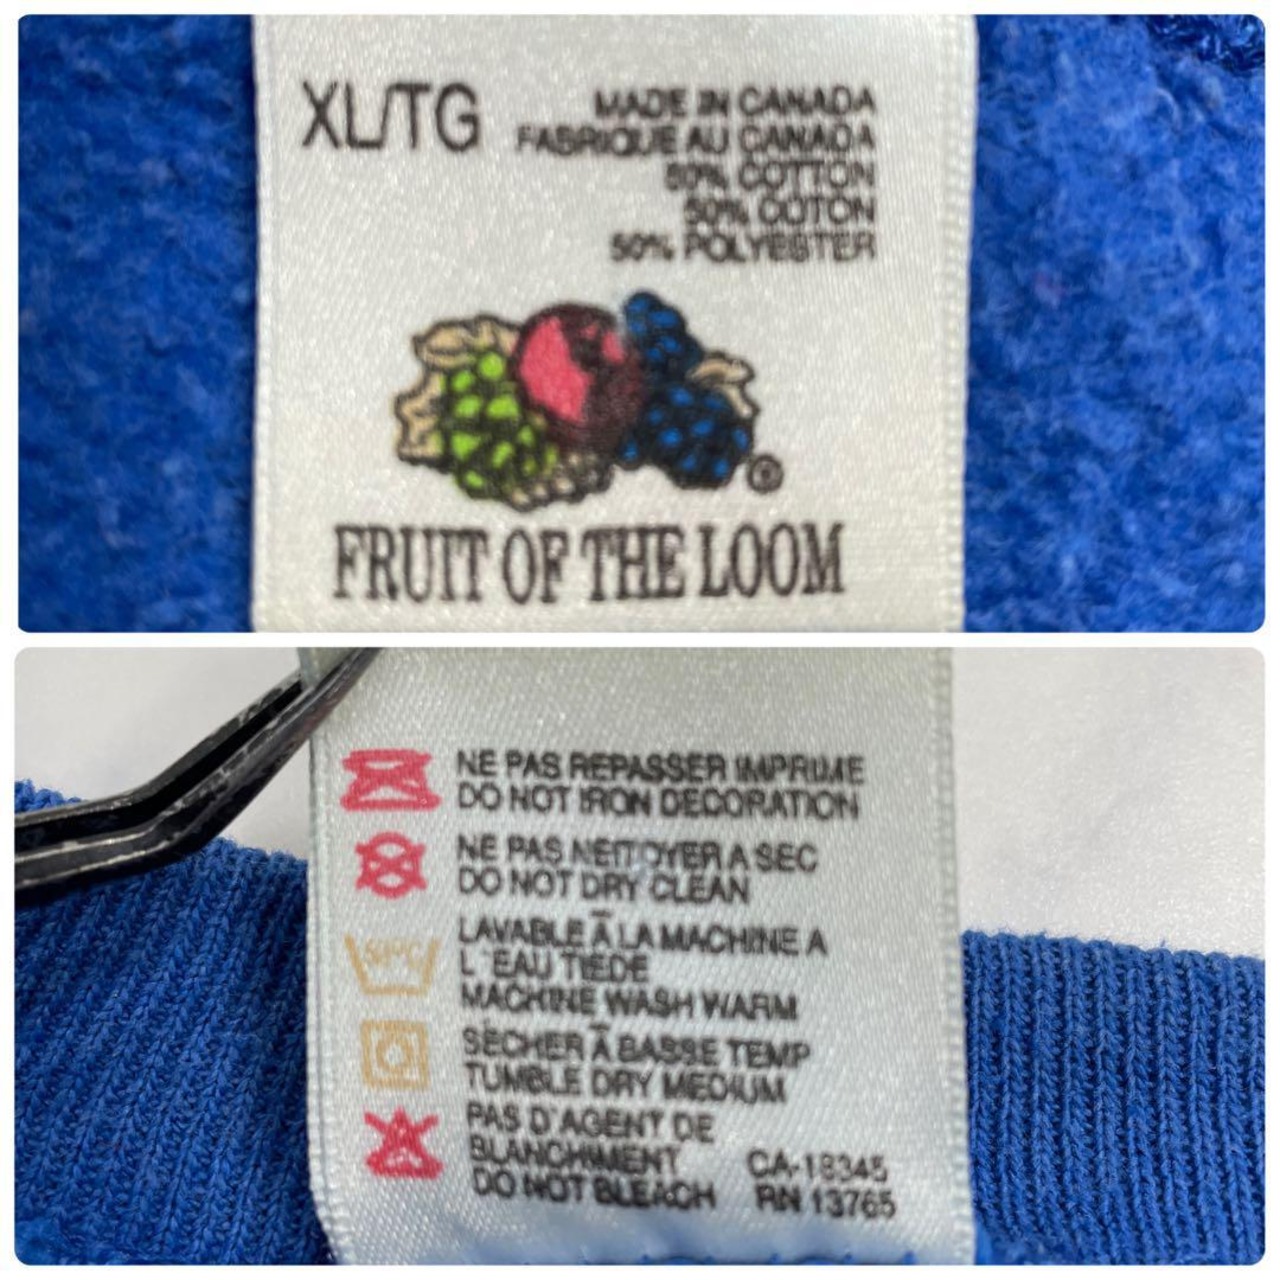 XL/TG
MADE IN CANADA
FABRIQUE AU CANADA
50% COTTON
50% COTON
50% POLYESTER
®
FRUIT OF THE LOOM
NE PAS REPASSER IMPRIME
DO NOT IRON DECORATION
NE PAS NETTOYER A SEC
DO NOT DRY CLEAN
LAVABLE À LA MACHINE A
L'EAU TIEDE
MACHINE WASH WARM
SÉCHER À BASSE TEMP
TUMBLE DRY MEDIUM
PAS D'AGENT DE
BLANCHIMENT
DO NOT BLEACH
CA-18345
RN 13765